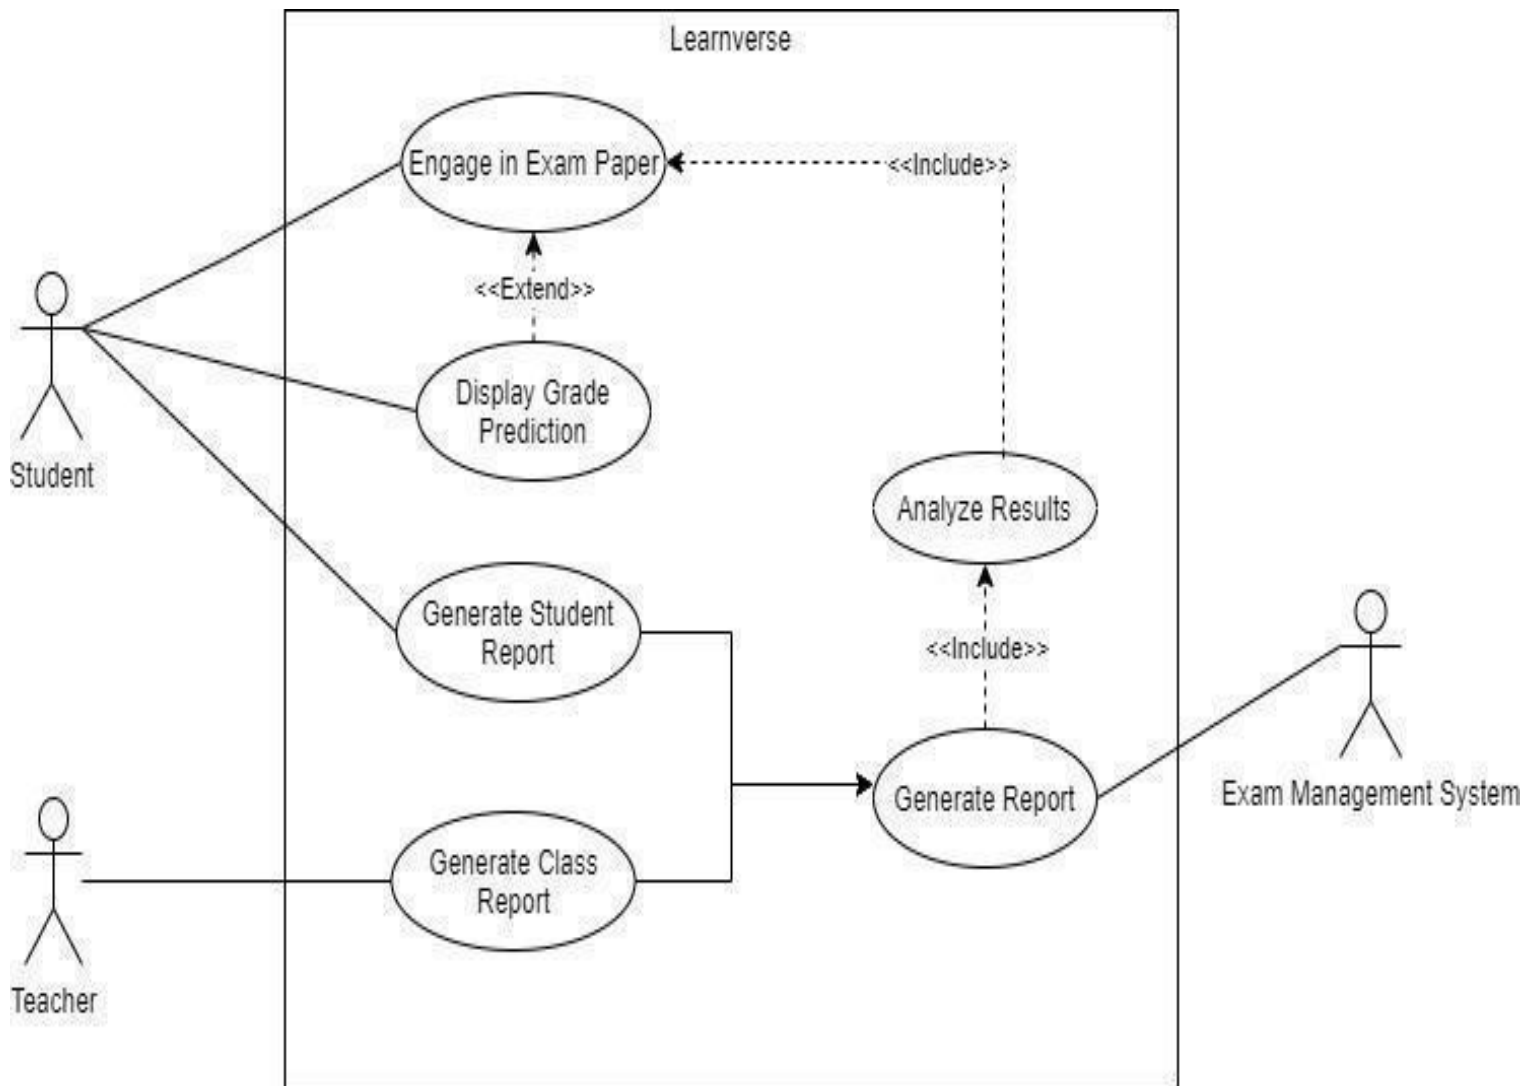 Learnverse
Engage in Exam Paper
<<Include>>
<<Extend>>
Display Grade
Prediction
Student
Analyze Results
Generate Student
Report
<<Include>>
Generate Report
Exam Management System
Generate Class
Report
Teacher